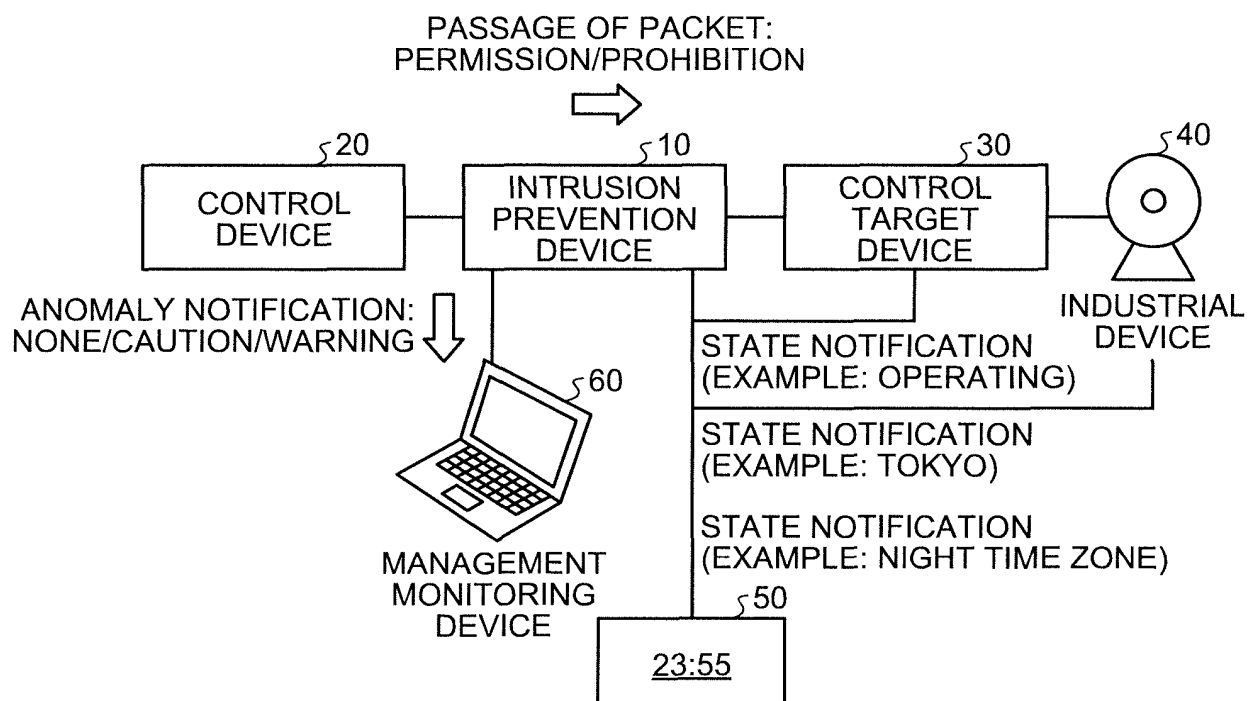 PASSAGE OF PACKET:
PERMISSION/PROHIBITION
20
10
30
40
CONTROL
DEVICE
INTRUSION
PREVENTION
DEVICE
CONTROL
TARGET
DEVICE
INDUSTRIAL
DEVICE
ANOMALY NOTIFICATION:
NONE/CAUTION/WARNING
STATE NOTIFICATION
(EXAMPLE: OPERATING)
60
STATE NOTIFICATION
(EXAMPLE: TOKYO)
STATE NOTIFICATION
(EXAMPLE: NIGHT TIME ZONE)
MANAGEMENT
MONITORING
DEVICE
50
23:55